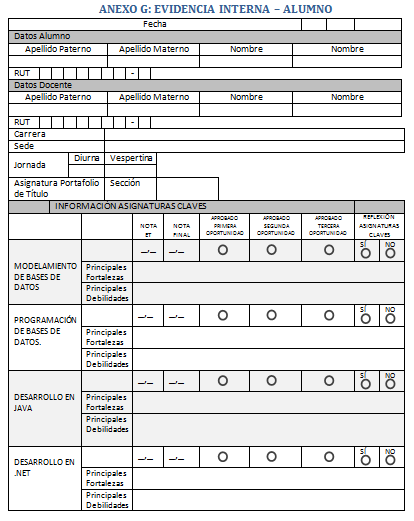 ANEXO G: EVIDENCIA INTERNA – ALUMNO
Fecha
Datos Alumno
Apellido Paterno Apellido Materno Nombre Nombre
RUT -
Datos Docente
Apellido Paterno Apellido Materno Nombre Nombre
RUT -
Carrera
Sede
Jornada Diurna Vespertina
Asignatura Portafolio de Título Sección
INFORMACIÓN ASIGNATURAS CLAVES
NOTA ET NOTA FINAL APROBADO PRIMERA OPORTUNIDAD APROBADO SEGUNDA OPORTUNIDAD APROBADO TERCERA OPORTUNIDAD REFLEXIÓN: ASIGNATURAS CLAVES
MODELAMIENTO DE BASES DE DATOS
__,__ __,__ SÍ NO
Principales Fortalezas
Principales Debilidades
PROGRAMACIÓN DE BASES DE DATOS.
__,__ __,__ SÍ NO
Principales Fortalezas
Principales Debilidades
DESARROLLO EN JAVA
__,__ __,__ SÍ NO
Principales Fortalezas
Principales Debilidades
DESARROLLO EN .NET
__,__ __,__ SÍ NO
Principales Fortalezas
Principales Debilidades